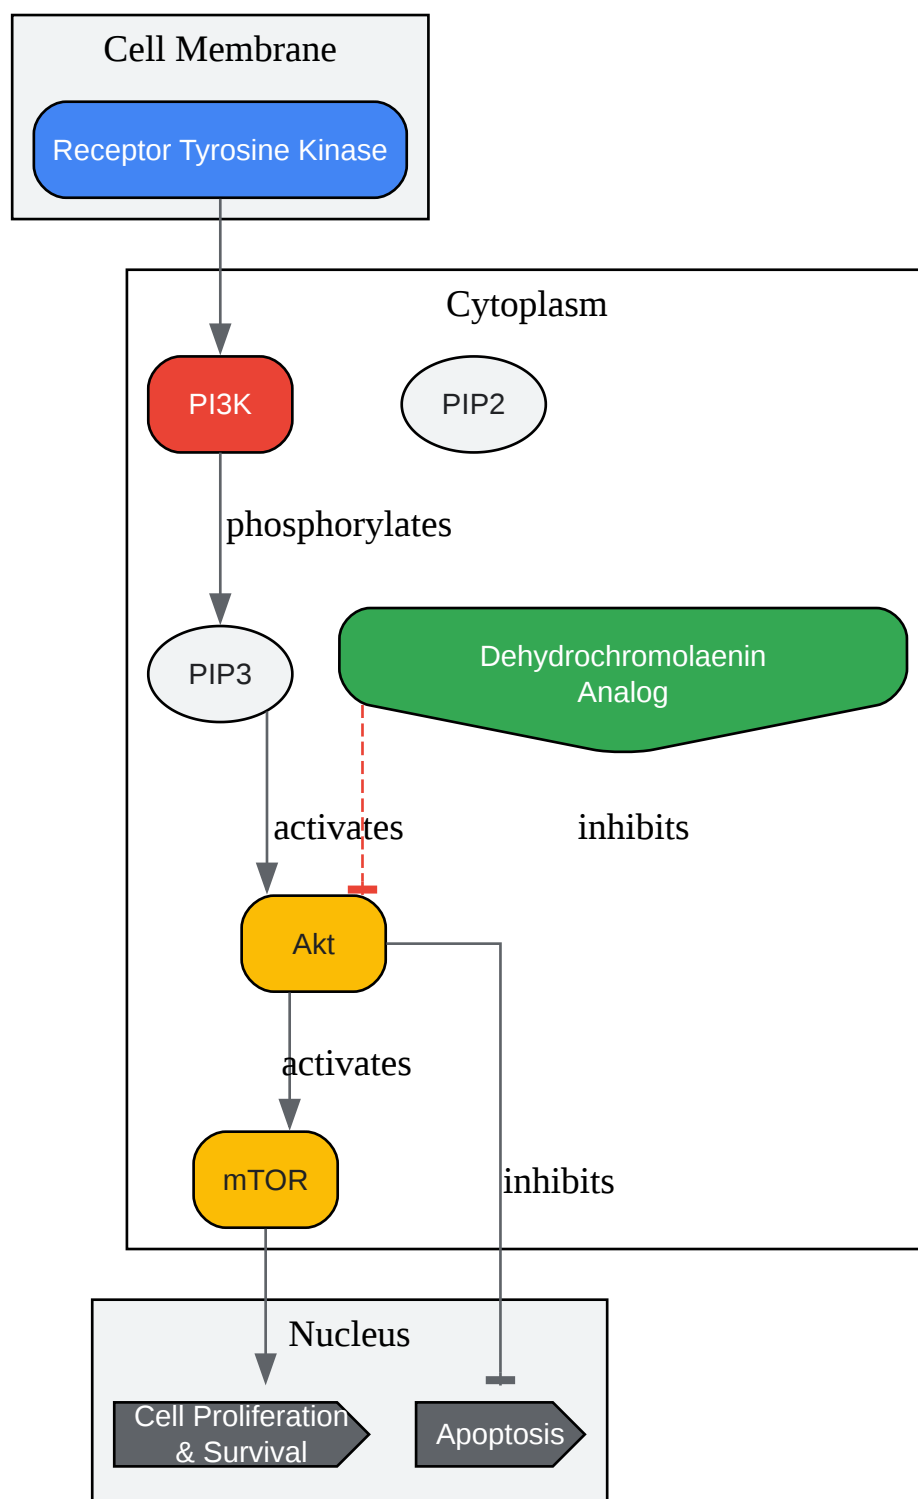 Cell Membrane
Receptor Tyrosine Kinase
Cytoplasm
PI3K
PIP2
phosphorylates
PIP3
Dehydrochromolaenin
Analog
activates
inhibits
Akt
activates
mTOR
inhibits
Nucleus
Cell Proliferation
& Survival
Apoptosis